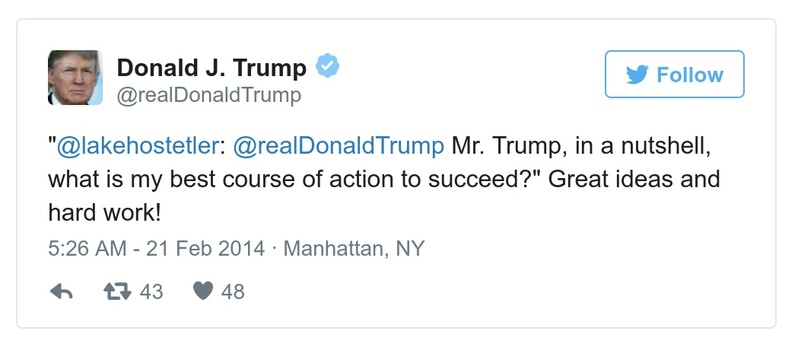 Donald J. Trump
@realDonaldTrump
Follow
"@lakehostetler: @realDonaldTrump Mr. Trump, in a nutshell,
what is my best course of action to succeed?" Great ideas and
hard work!
5:26 AM - 21 Feb 2014 · Manhattan, NY
43 48